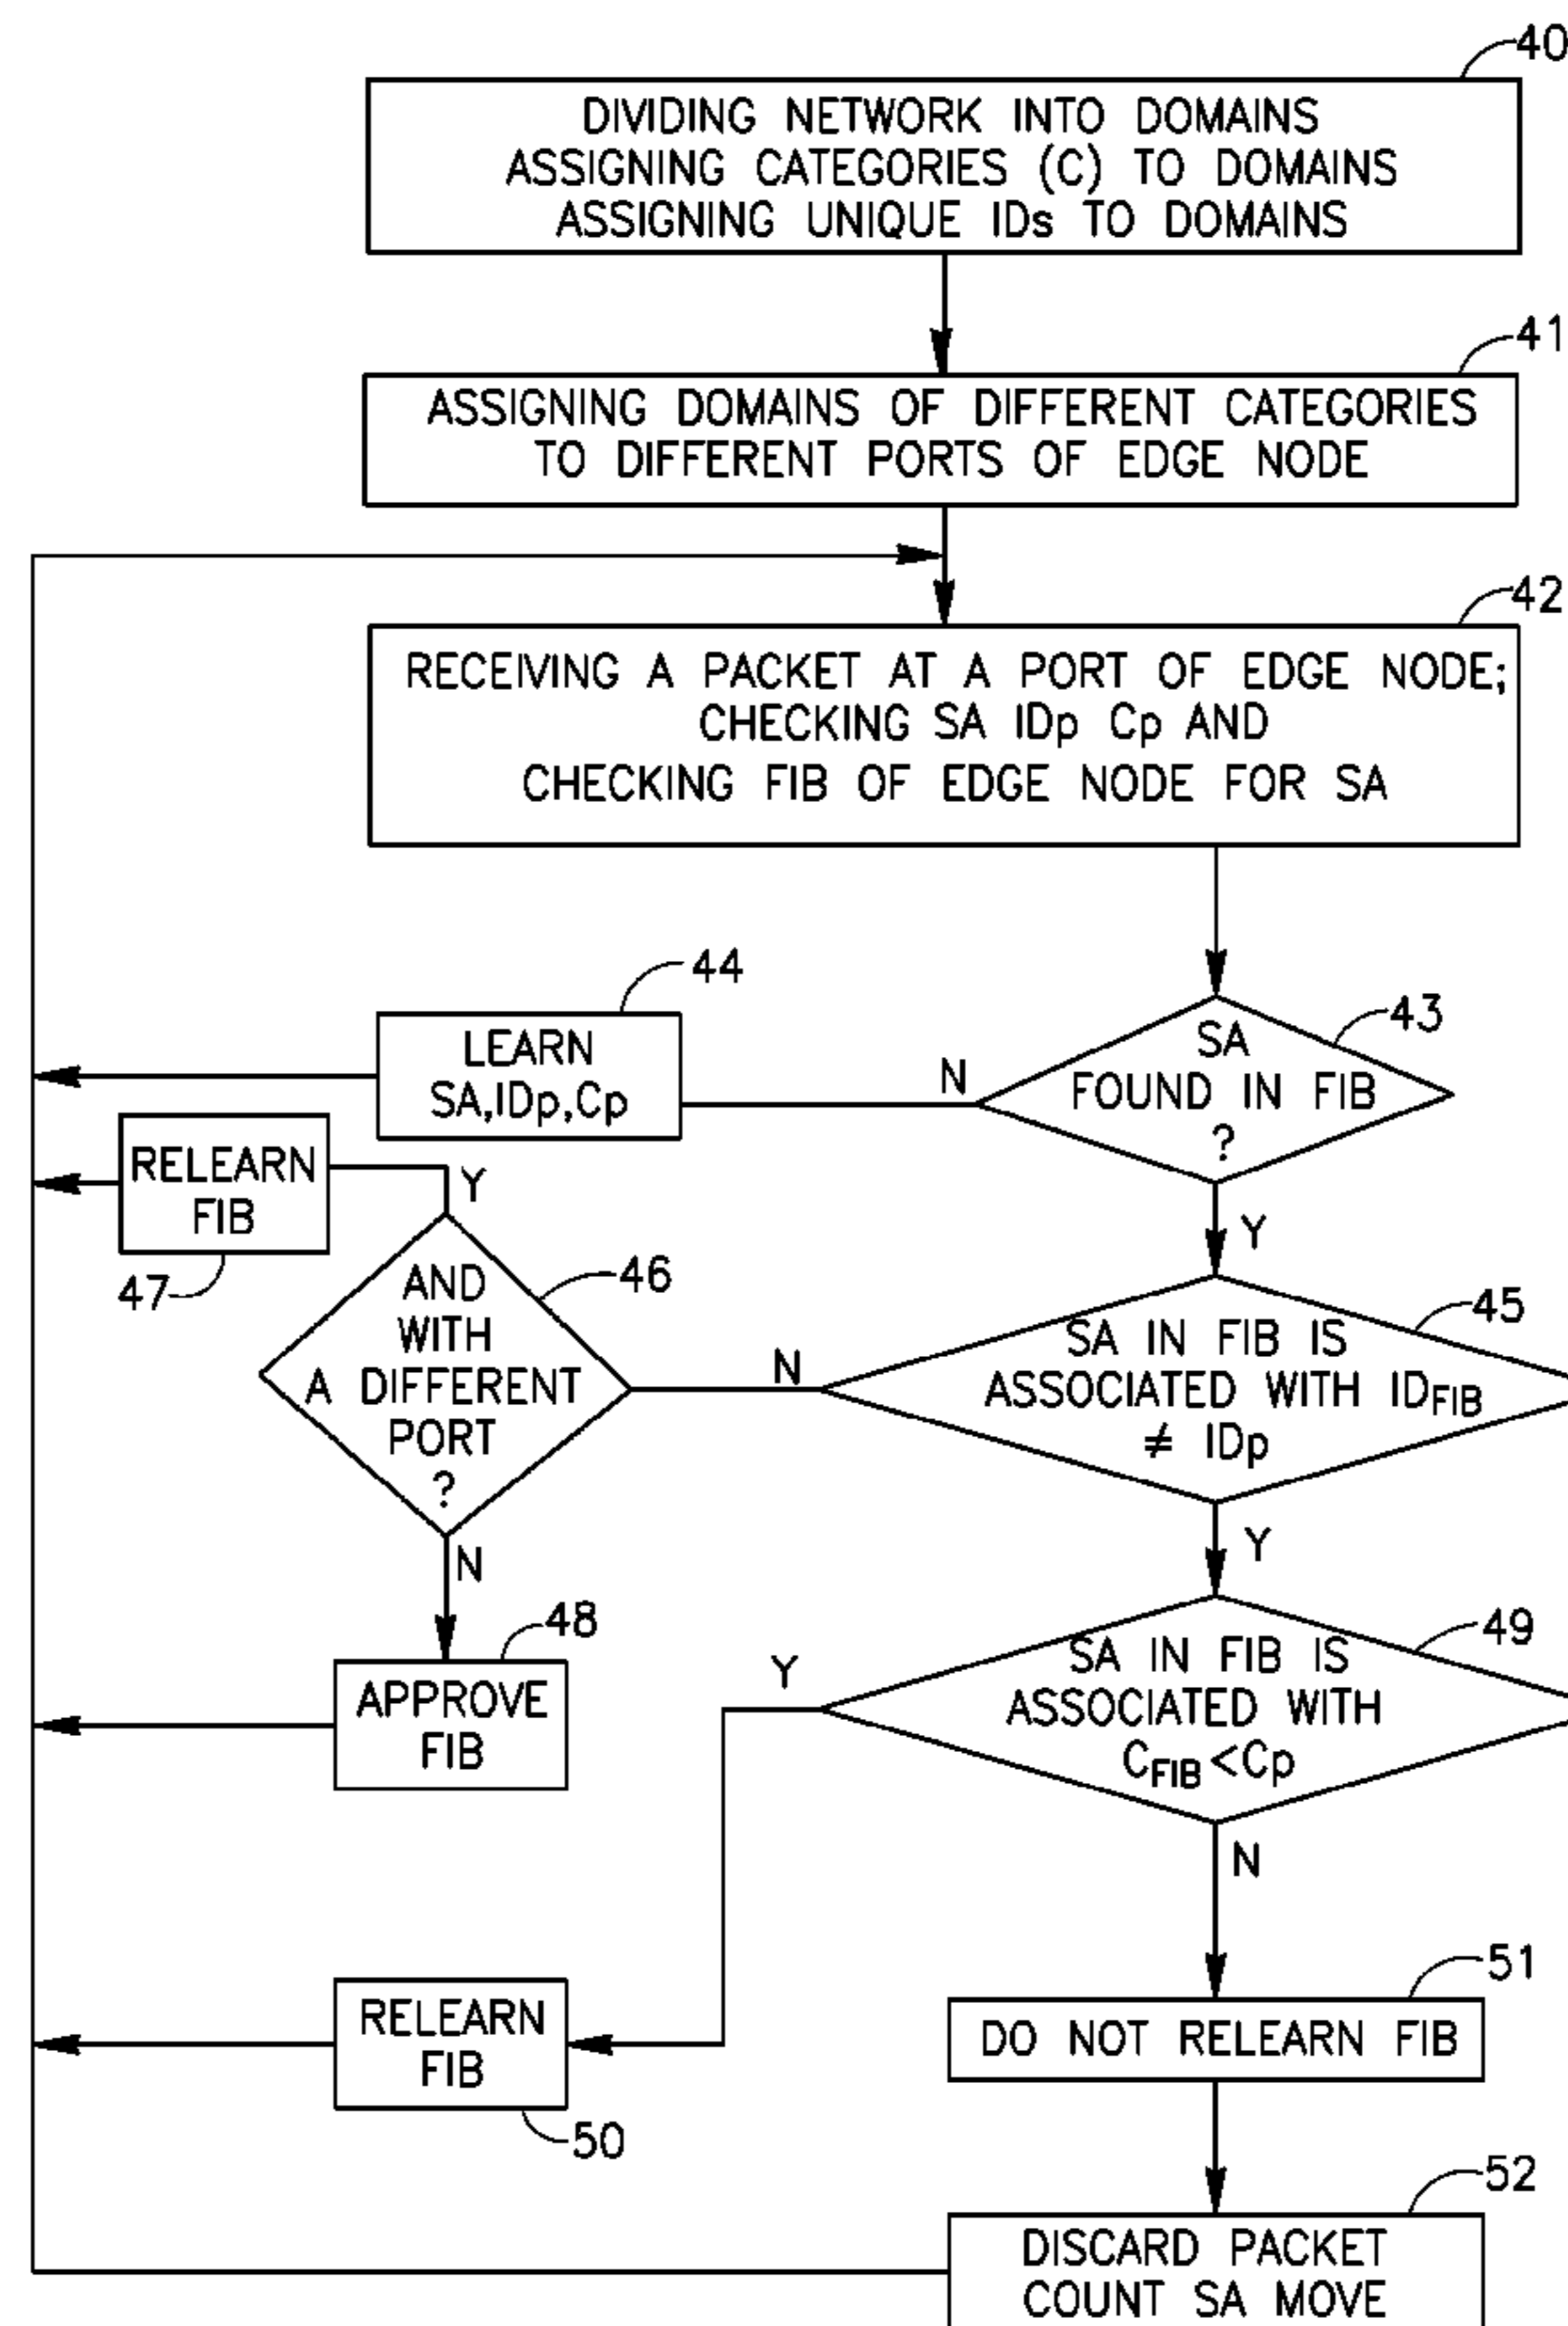 40
DIVIDING NETWORK INTO DOMAINS
ASSIGNING CATEGORIES (C) TO DOMAINS
ASSIGNING UNIQUE IDs TO DOMAINS
41
ASSIGNING DOMAINS OF DIFFERENT CATEGORIES
TO DIFFERENT PORTS OF EDGE NODE
42
RECEIVING A PACKET AT A PORT OF EDGE NODE;
CHECKING SA IDp Cp AND
CHECKING FIB OF EDGE NODE FOR SA
44
LEARN
SA,IDp,Cp
N
43
SA
FOUND IN FIB
?
Y
RELEARN
FIB
47
Y
46
AND
WITH
A DIFFERENT
PORT
?
N
N
45
SA IN FIB IS
ASSOCIATED WITH IDFIB
≠ IDp
Y
48
APPROVE
FIB
49
SA IN FIB IS
ASSOCIATED WITH
CFIB<Cp
Y
N
RELEARN
FIB
50
51
DO NOT RELEARN FIB
52
DISCARD PACKET
COUNT SA MOVE